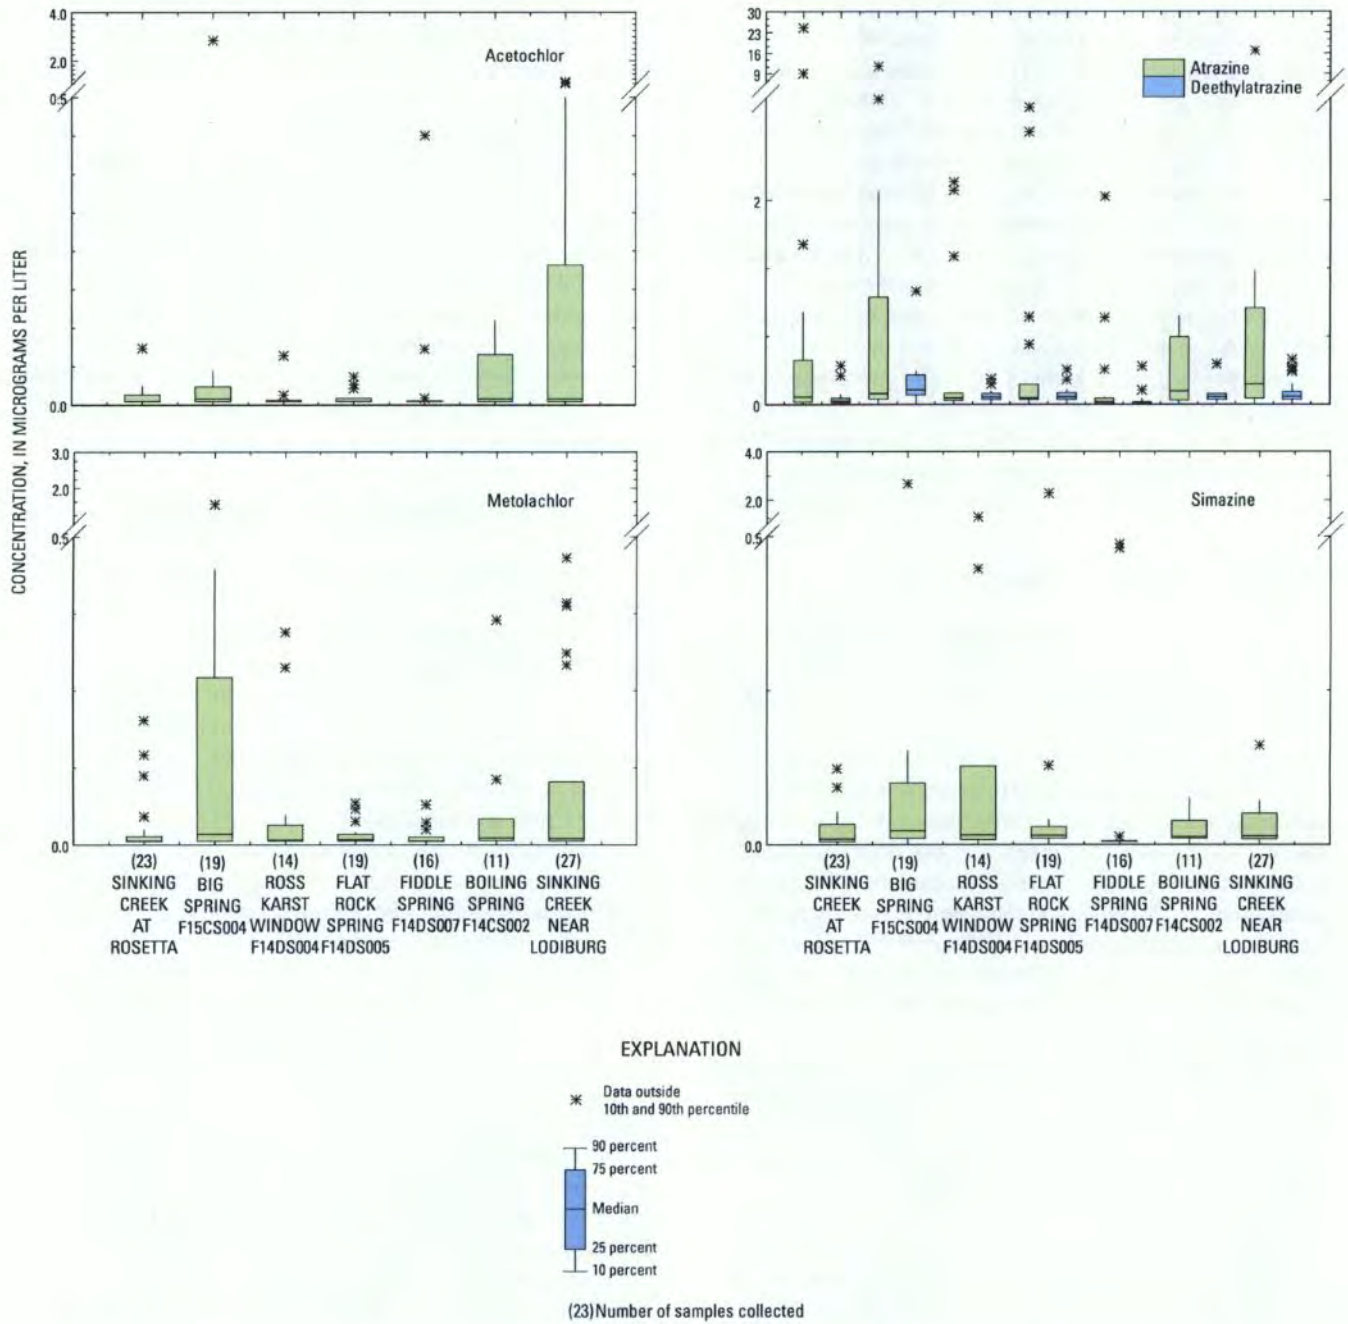 CONCENTRATION, IN MICROGRAMS PER LITER
4.0
2.0
0.5
0.0
Acetochlor
30
23
16
9
2
0
Atrazine
Deethylatrazine
3.0
2.0
0.5
0.0
Metolachlor
4.0
2.0
0.5
0.0
Simazine
(23)
SINKING
CREEK
AT
ROSETTA
(19)
BIG
SPRING
F15CS004
(14)
ROSS
KARST
WINDOW
F14DS004
(19)
FLAT
ROCK
SPRING
F14DS005
(16)
FIDDLE
SPRING
F14DS007
(11)
BOILING
SPRING
F14CS002
(27)
SINKING
CREEK
NEAR
LODIBURG
(23)
SINKING
CREEK
AT
ROSETTA
(19)
BIG
SPRING
F15CS004
(14)
ROSS
KARST
WINDOW
F14DS004
(19)
FLAT
ROCK
SPRING
F14DS005
(16)
FIDDLE
SPRING
F14DS007
(11)
BOILING
SPRING
F14CS002
(27)
SINKING
CREEK
NEAR
LODIBURG
EXPLANATION
Data outside
10th and 90th percentile
90 percent
75 percent
Median
25 percent
10 percent
(23)Number of samples collected